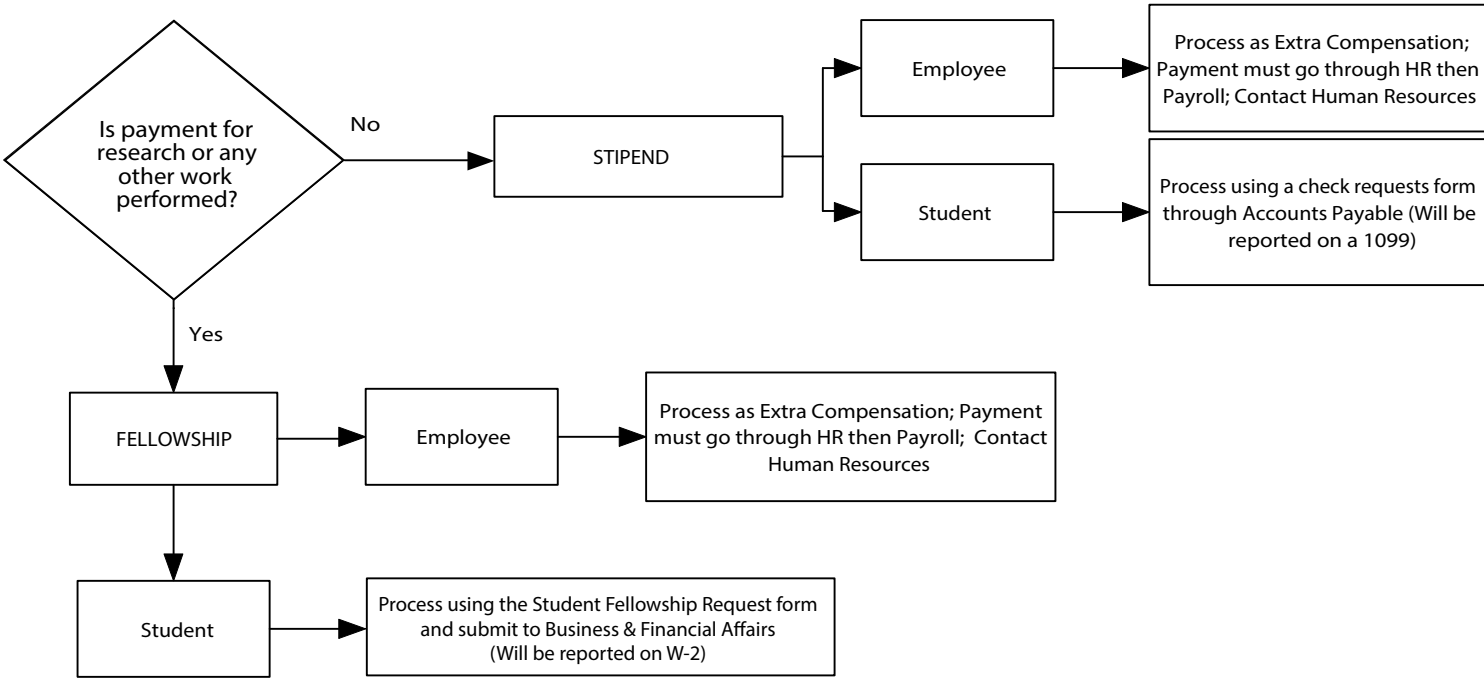 Is payment for
research or any
other work
performed?
No
STIPEND
Employee
Process as Extra Compensation;
Payment must go through HR then
Payroll; Contact Human Resources
Student
Process using a check requests form
through Accounts Payable (Will be
reported on a 1099)
Yes
FELLOWSHIP
Employee
Process as Extra Compensation; Payment
must go through HR then Payroll; Contact
Human Resources
Student
Process using the Student Fellowship Request form
and submit to Business & Financial Affairs
(Will be reported on W-2)